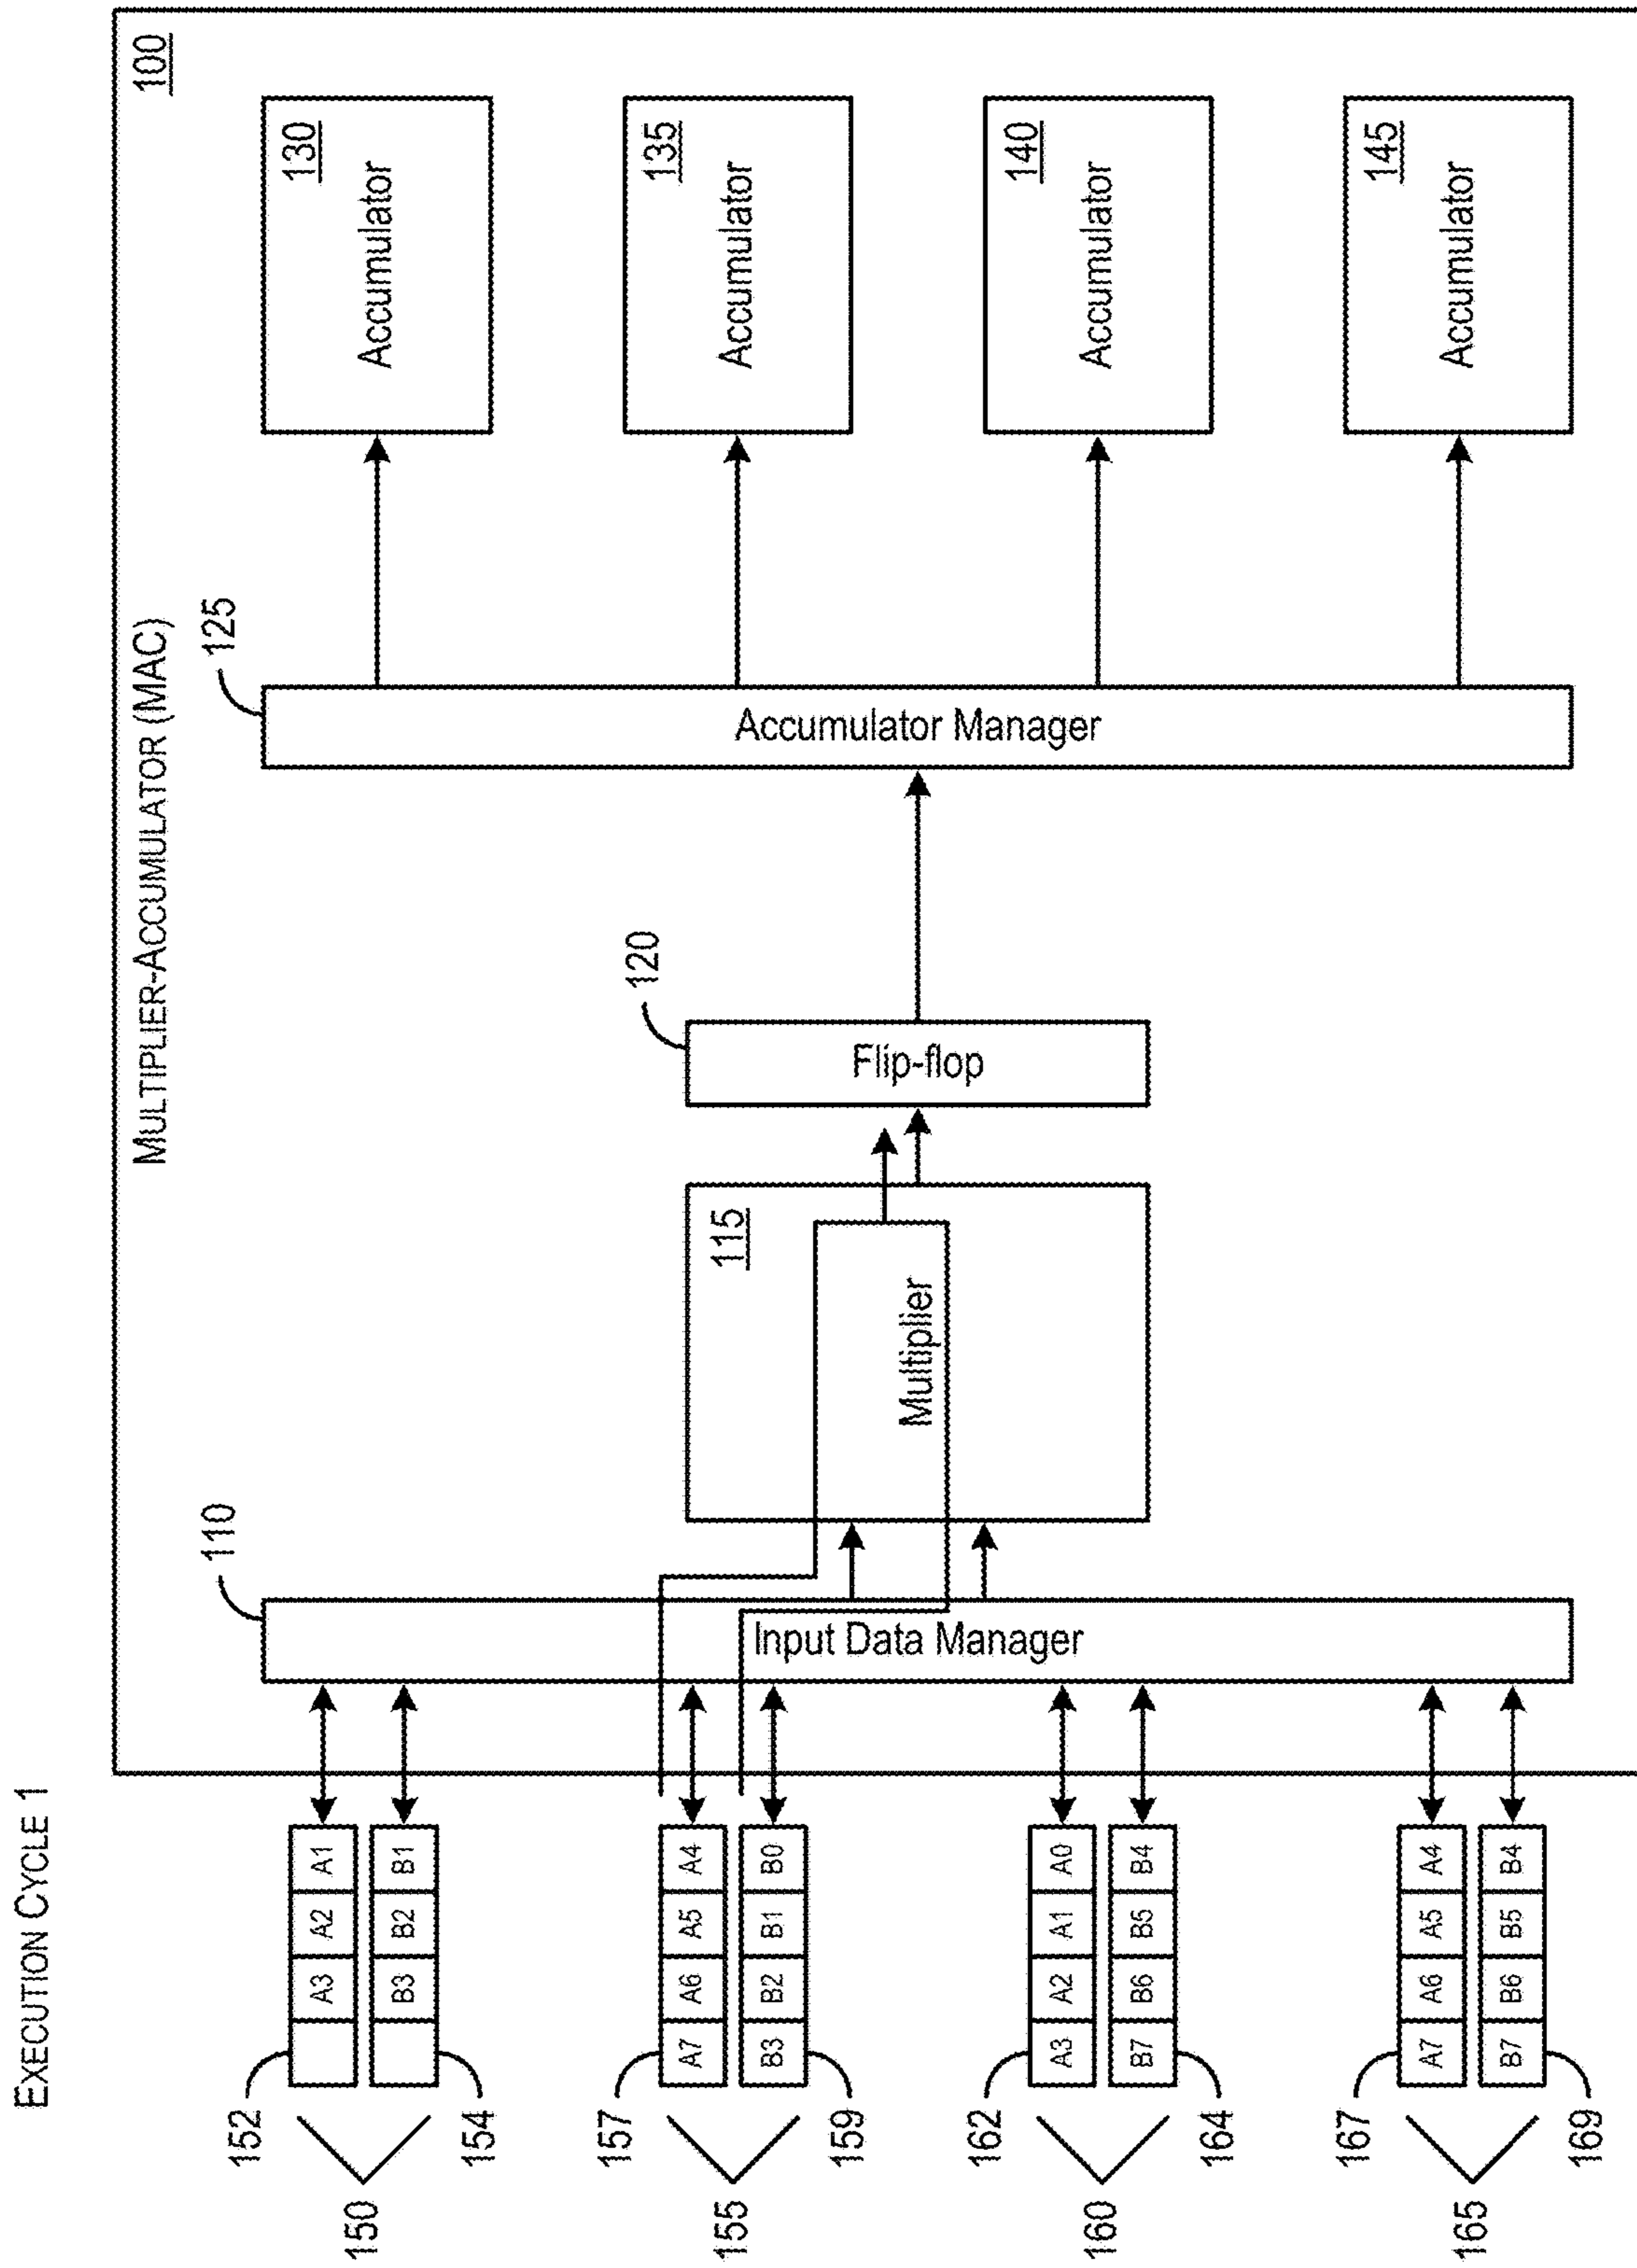 EXECUTION CYCLE 1
MULTIPLIER-ACCUMULATOR (MAC)
100
152
A3 A2 A1
150
B3 B2 B1
154
110
125
130
Accumulator
157
A7 A6 A5 A4
155
B3 B2 B1 B0
159
Input Data Manager
115
Multiplier
120
Flip-flop
Accumulator Manager
135
Accumulator
162
A3 A2 A1 A0
160
B7 B6 B5 B4
164
140
Accumulator
167
A7 A6 A5 A4
165
B7 B6 B5 B4
169
145
Accumulator